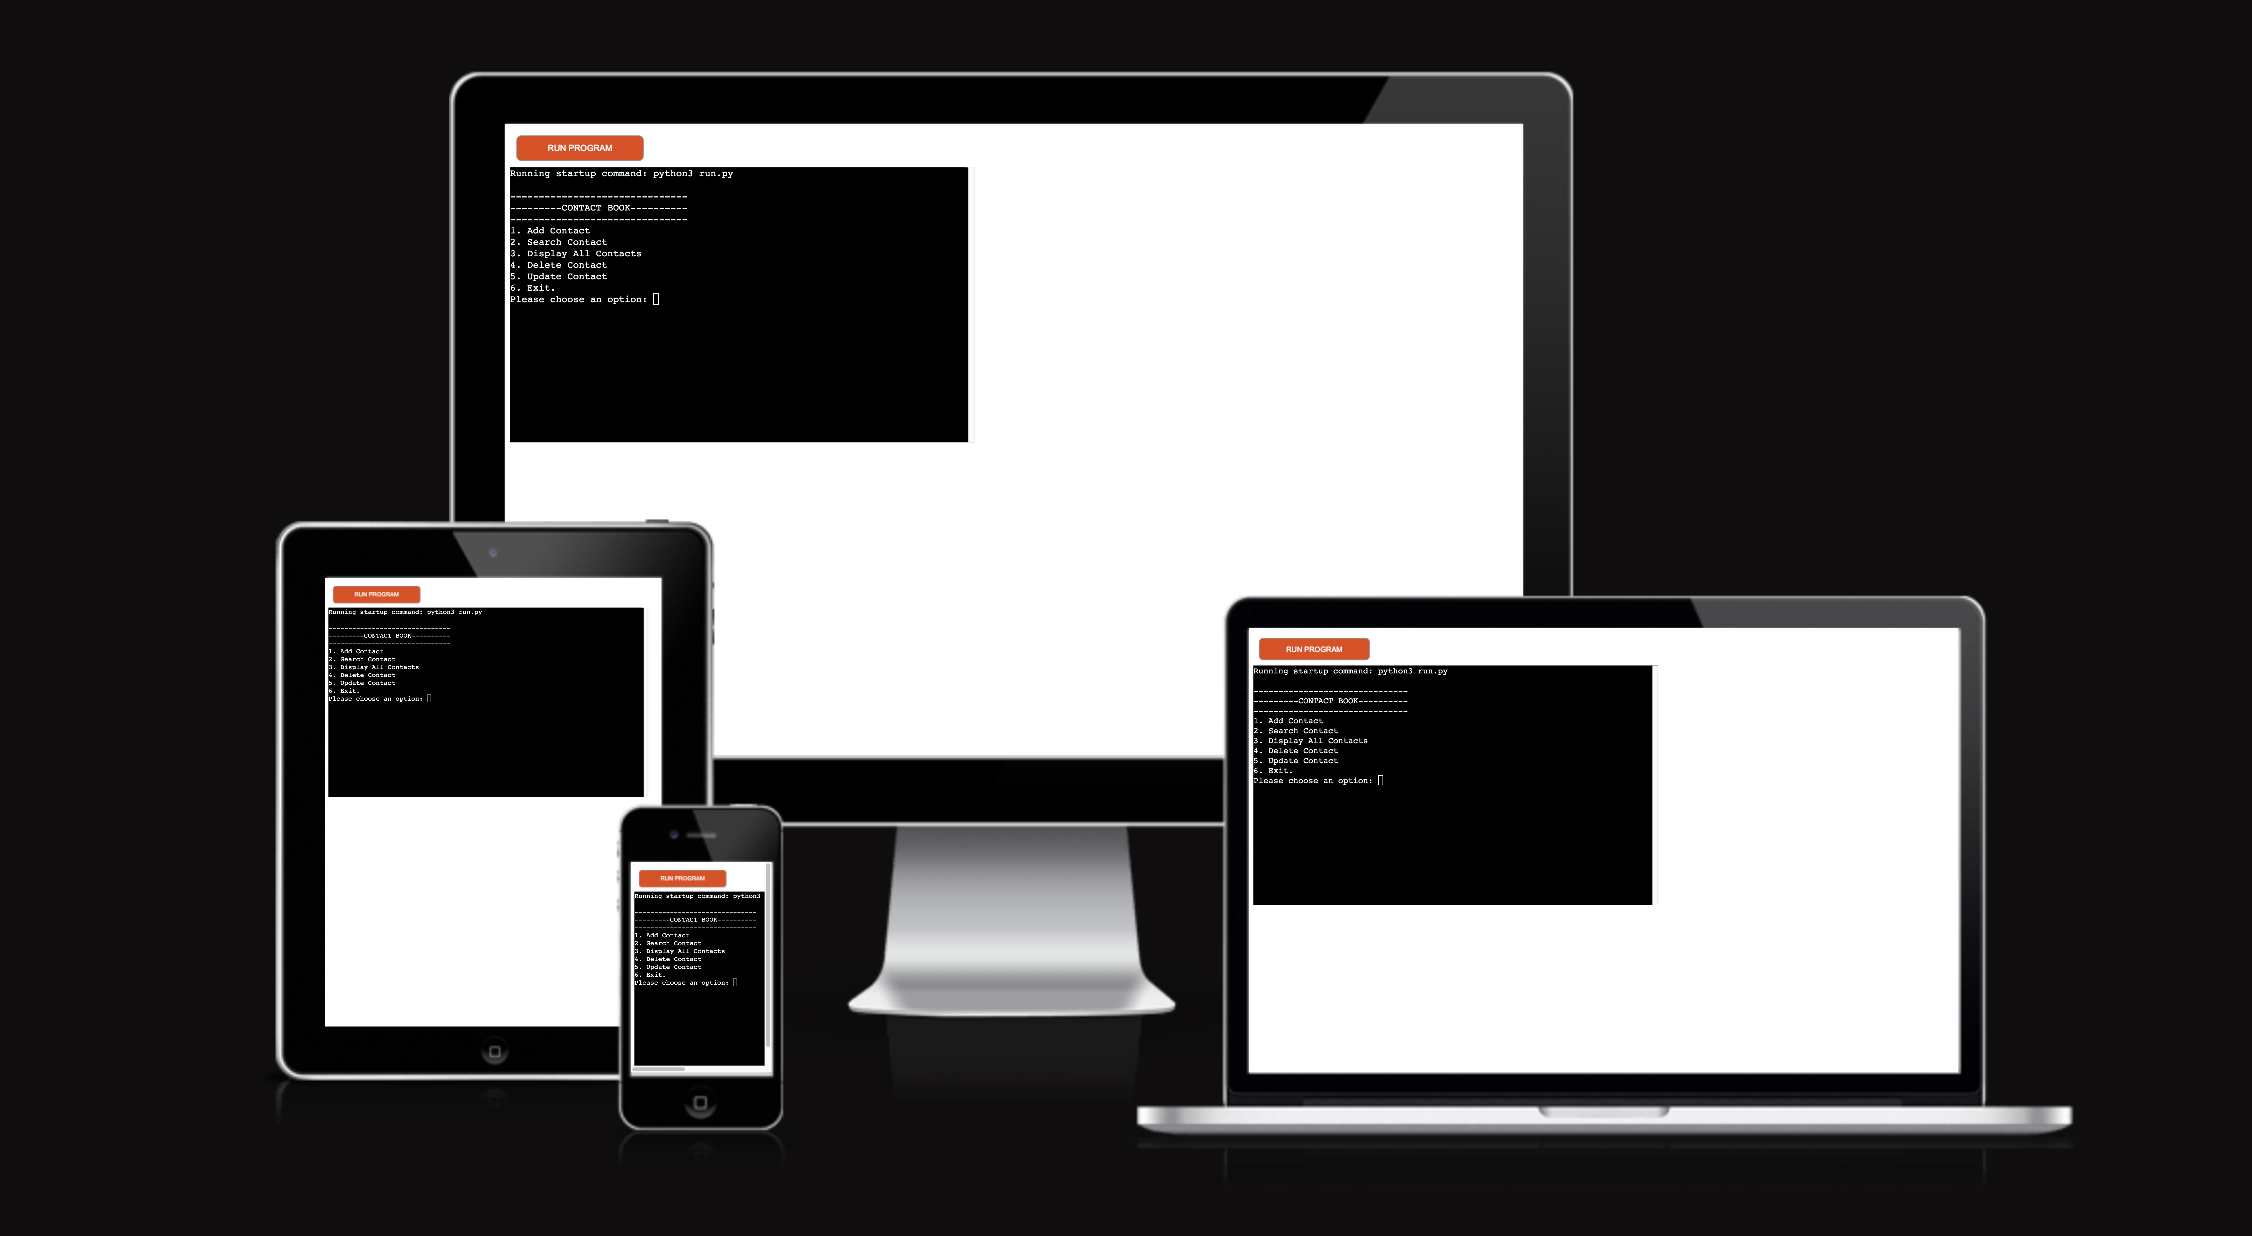 RUN PROGRAM
Running startup command: python3 run.py
-------------------------------
---------CONTACT BOOK----------
-------------------------------
1. Add Contact
2. Search Contact
3. Display All Contacts
4. Delete Contact
5. Update Contact
6. Exit.
Please choose an option:
RUN PROGRAM
Running startup command: python3 run.py
-------------------------------
---------CONTACT BOOK----------
-------------------------------
1. Add Contact
2. Search Contact
3. Display All Contacts
4. Delete Contact
5. Update Contact
6. Exit.
Please choose an option:
RUN PROGRAM
Running startup command: python3
-------------------------------
---------CONTACT BOOK----------
-------------------------------
1. Add Contact
2. Search Contact
3. Display All Contacts
4. Delete Contact
5. Update Contact
6. Exit.
Please choose an option:
RUN PROGRAM
Running startup command: python3 run.py
-------------------------------
---------CONTACT BOOK----------
-------------------------------
1. Add Contact
2. Search Contact
3. Display All Contacts
4. Delete Contact
5. Update Contact
6. Exit.
Please choose an option: